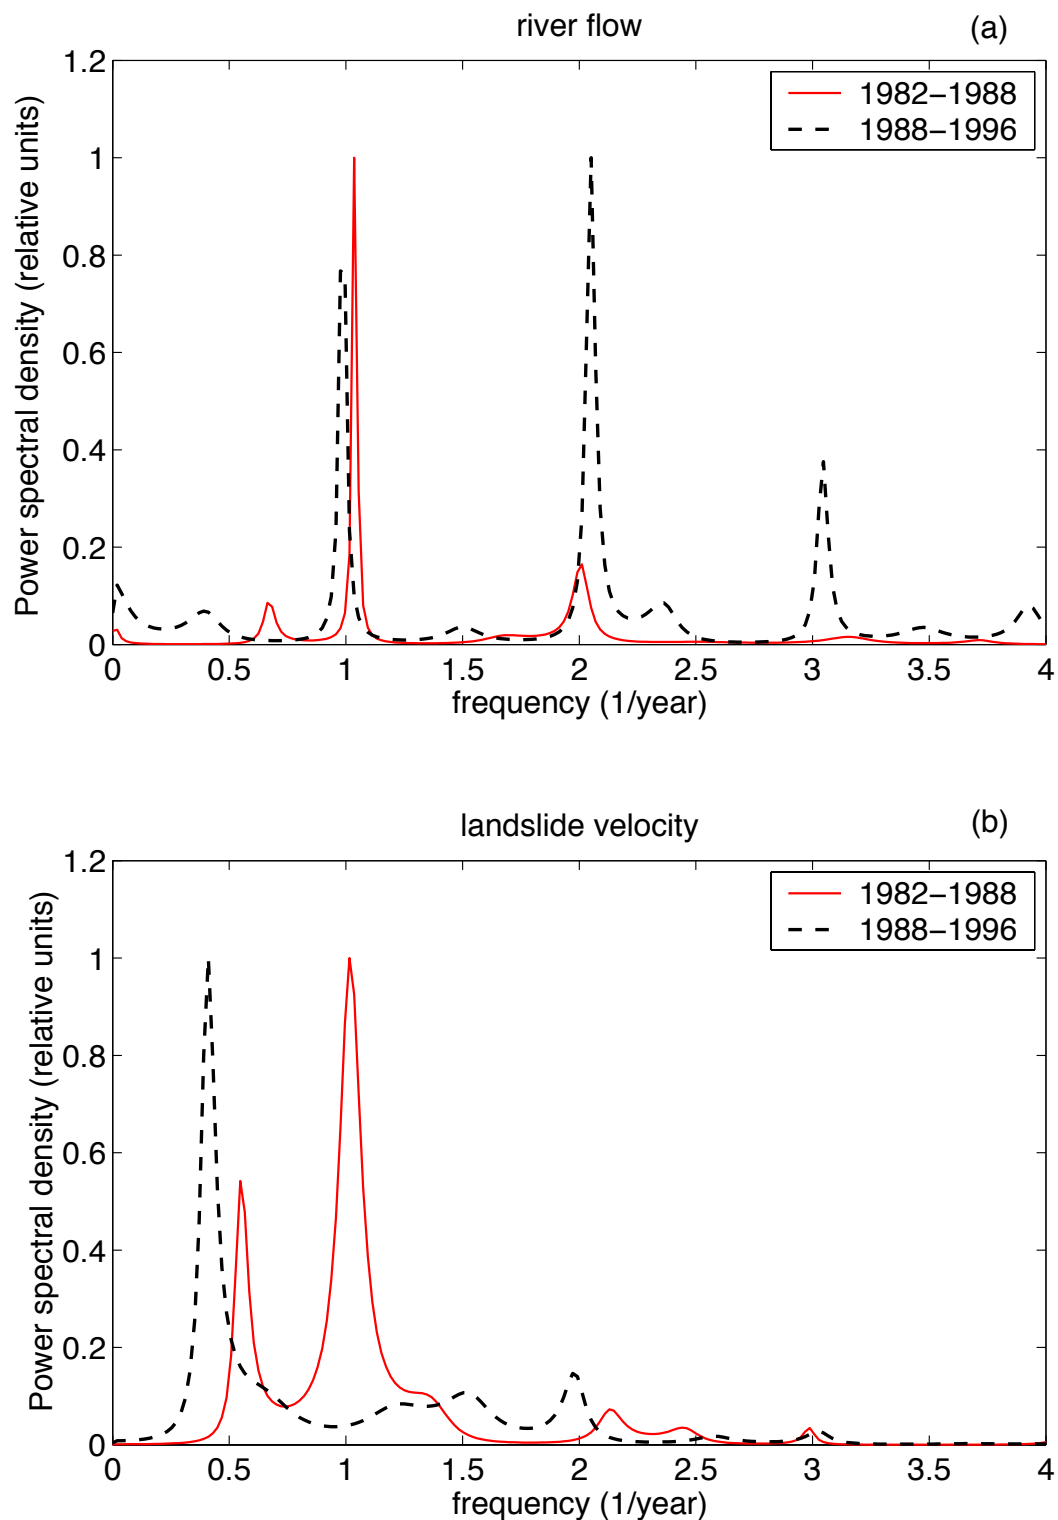 river flow
(a)
1982−1988
1988−1996
Power spectral density (relative units)
1.2
1
0.8
0.6
0.4
0.2
0
0 0.5 1 1.5 2 2.5 3 3.5 4
frequency (1/year)
landslide velocity
(b)
1982−1988
1988−1996
Power spectral density (relative units)
1.2
1
0.8
0.6
0.4
0.2
0
0 0.5 1 1.5 2 2.5 3 3.5 4
frequency (1/year)